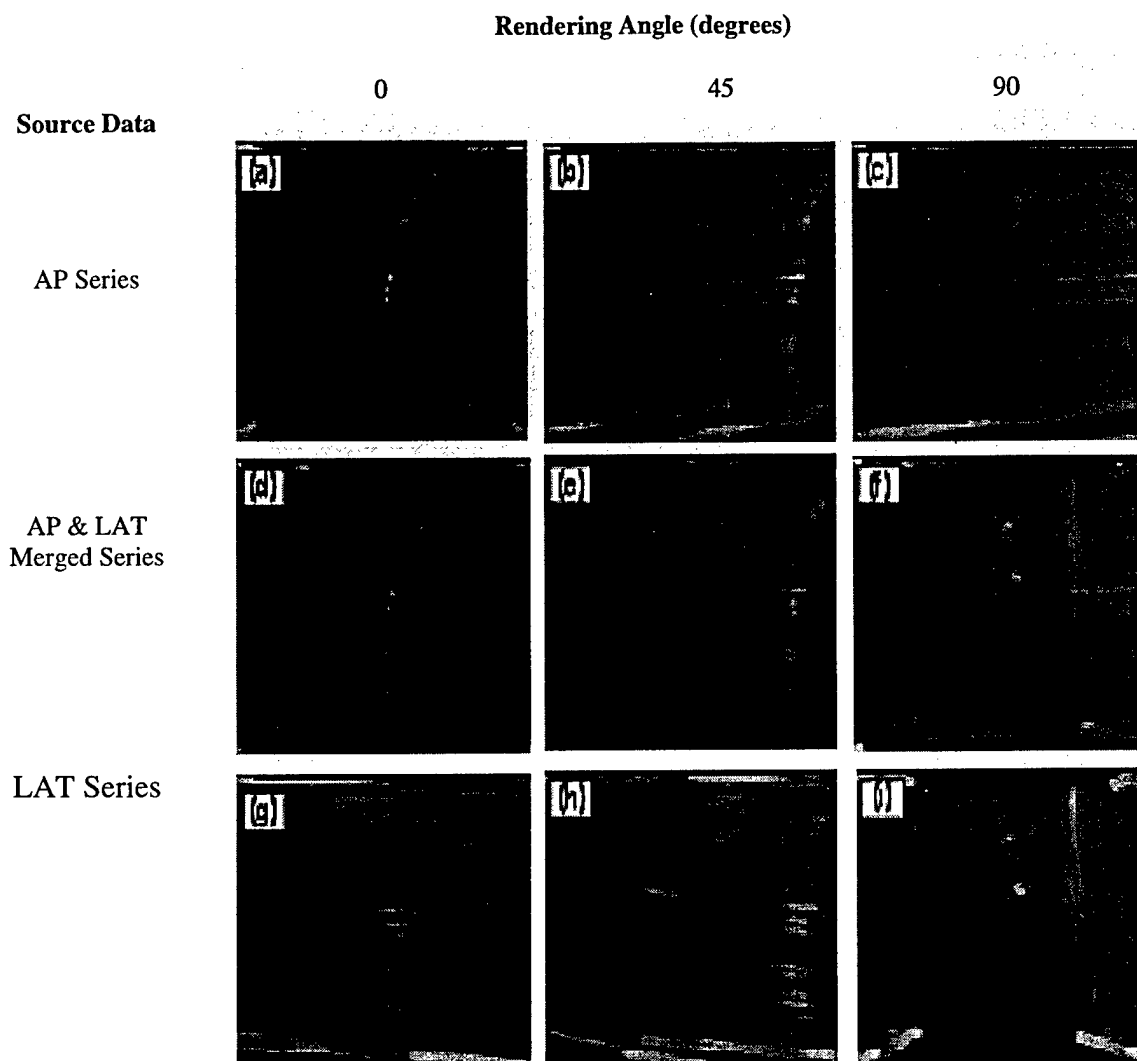 Rendering Angle (degrees)
0 45 90
Source Data
(a) (b) (c)
AP Series
(d) (e) (f)
AP & LAT
Merged Series
LAT Series
(g) (h) (i)